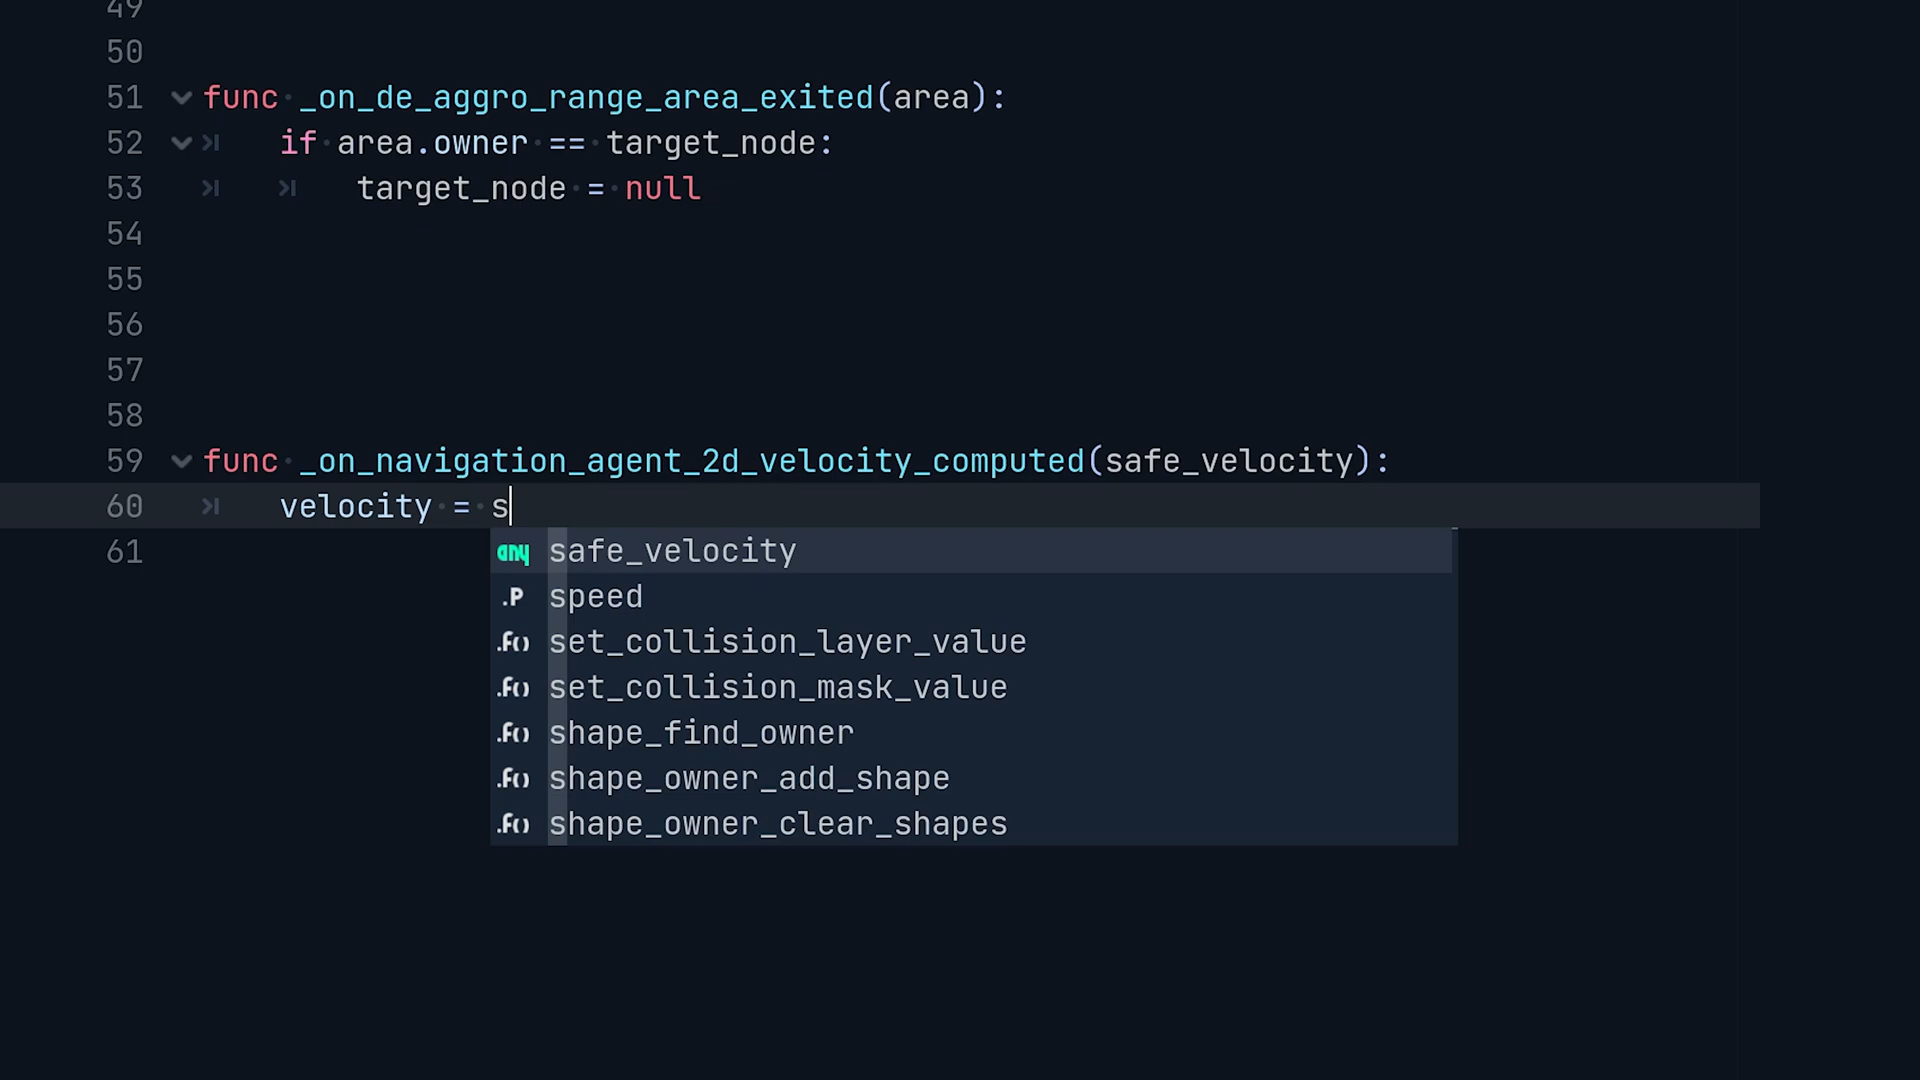 49
50
51 func _on_de_aggro_range_area_exited(area):
52 if area.owner == target_node:
53 target_node = null
54
55
56
57
58
59 func _on_navigation_agent_2d_velocity_computed(safe_velocity):
60 velocity = s
61
any safe_velocity
.P speed
.F() set_collision_layer_value
.F() set_collision_mask_value
.F() shape_find_owner
.F() shape_owner_add_shape
.F() shape_owner_clear_shapes